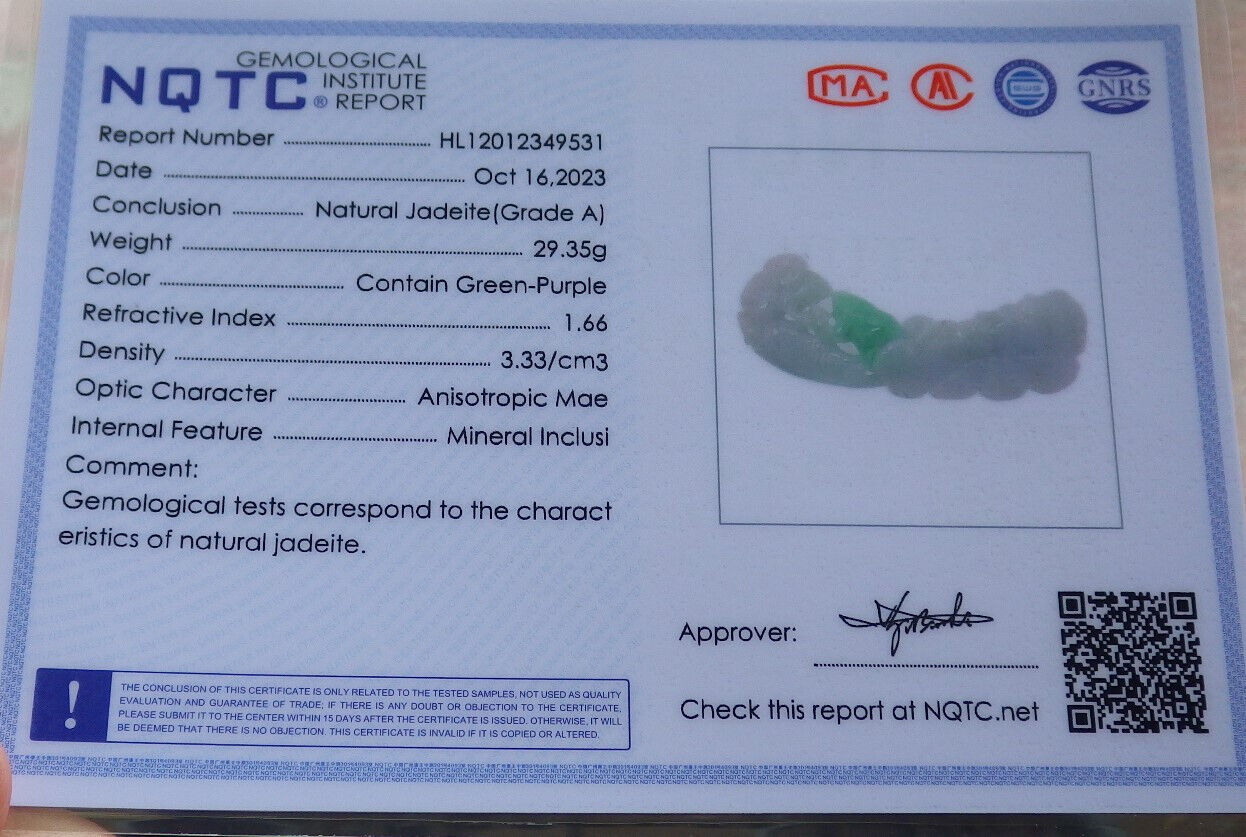 NQTC® GEMOLOGICAL INSTITUTE REPORT
MA
GNRS
Report Number HL12012349531
Date Oct 16,2023
Conclusion Natural Jadeite(Grade A)
Weight 29.35g
Color Contain Green-Purple
Refractive Index 1.66
Density 3.33/cm3
Optic Character Anisotropic Mae
Internal Feature Mineral Inclusi
Comment:
Gemological tests correspond to the charact
eristics of natural jadeite.
Approver:
Check this report at NQTC.net
!
THE CONCLUSION OF THIS CERTIFICATE IS ONLY RELATED TO THE TESTED SAMPLES, NOT USED AS QUALITY
EVALUATION AND GUARANTEE OF TRADE; IF THERE IS ANY DOUBT OR OBJECTION TO THE CERTIFICATE,
PLEASE SUBMIT IT TO THE CENTER WITHIN 15 DAYS AFTER THE CERTIFICATE IS ISSUED. OTHERWISE, IT WILL
BE DEEMED THAT THERE IS NO OBJECTION. THIS CERTIFICATE IS INVALID IF IT IS COPIED OR ALTERED.